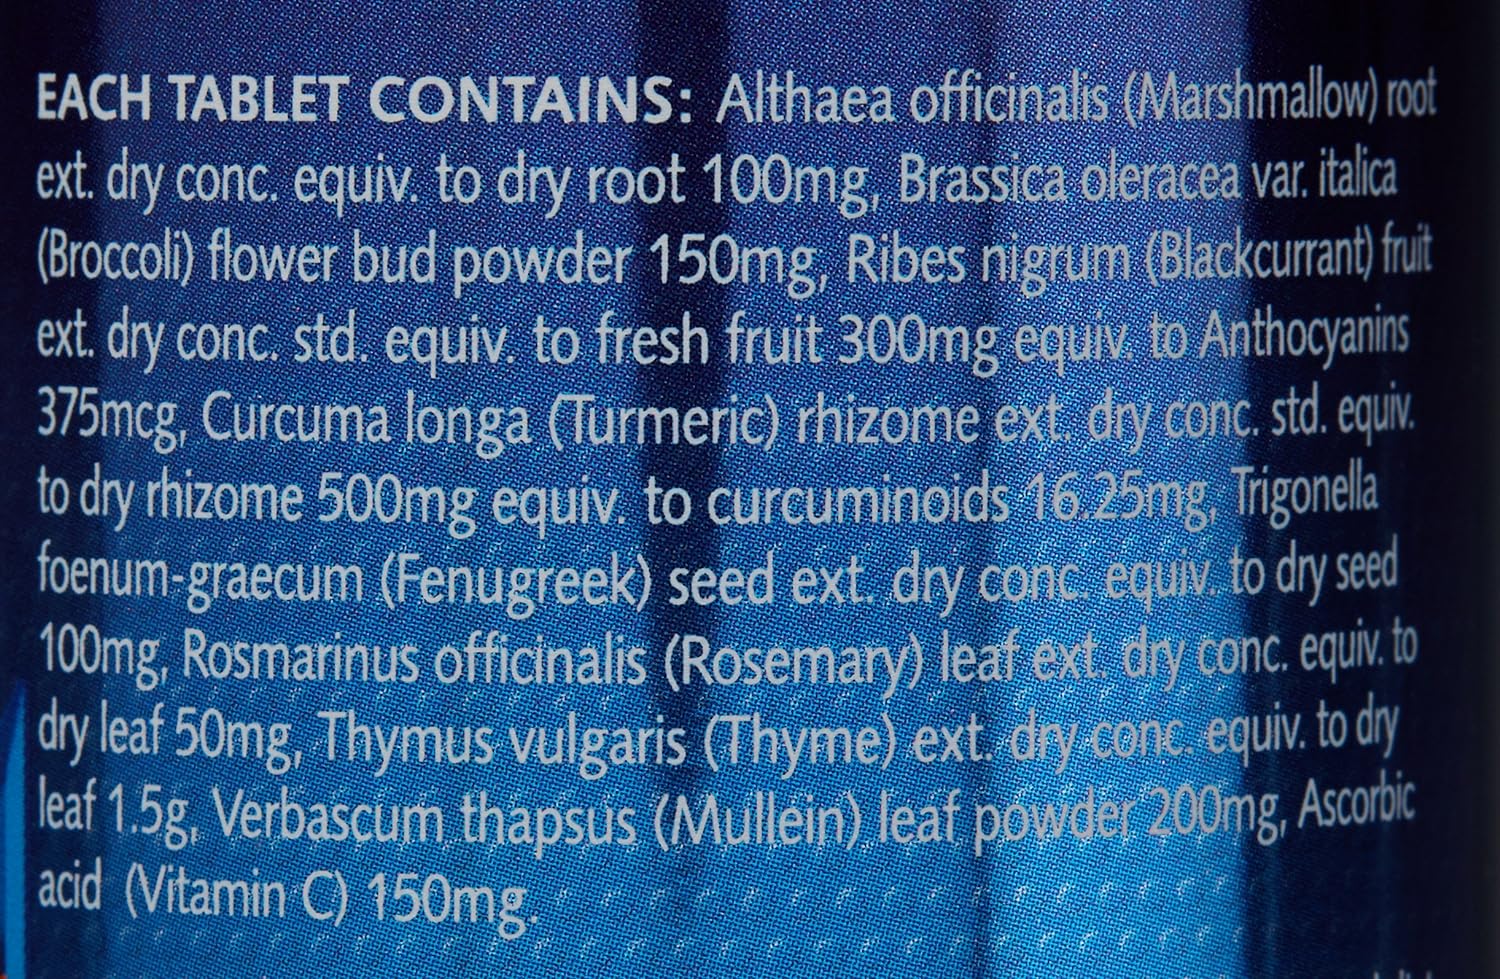 EACH TABLET CONTAINS: Althaea officinalis (Marshmallow) root
ext. dry conc. equiv. to dry root 100mg, Brassica oleracea var. italica
(Broccoli) flower bud powder 150mg, Ribes nigrum (Blackcurrant) fruit
ext. dry conc. std. equiv. to fresh fruit 300mg equiv. to Anthocyanins
375mcg, Curcuma longa (Turmeric) rhizome ext. dry conc. std. equiv.
to dry rhizome 500mg equiv. to curcuminoids 16.25mg, Trigonella
foenum-graecum (Fenugreek) seed ext. dry conc. equiv. to dry seed
100mg, Rosmarinus officinalis (Rosemary) leaf ext. dry conc. equiv. to
dry leaf 50mg, Thymus vulgaris (Thyme) ext. dry conc. equiv. to dry
leaf 1.5g, Verbascum thapsus (Mullein) leaf powder 200mg, Ascorbic
acid (Vitamin C) 150mg.